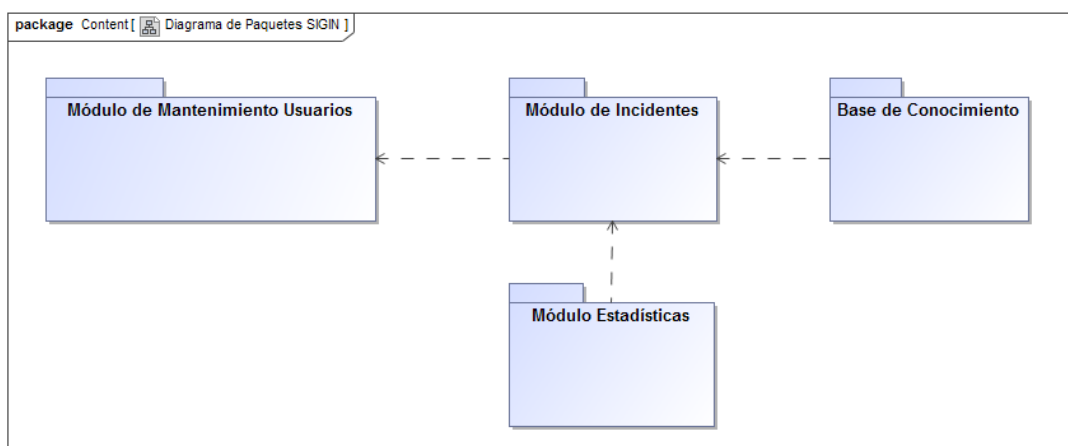 package Content [ Diagrama de Paquetes SIGIN ]
Módulo de Mantenimiento Usuarios
Módulo de Incidentes
Base de Conocimiento
Módulo Estadísticas